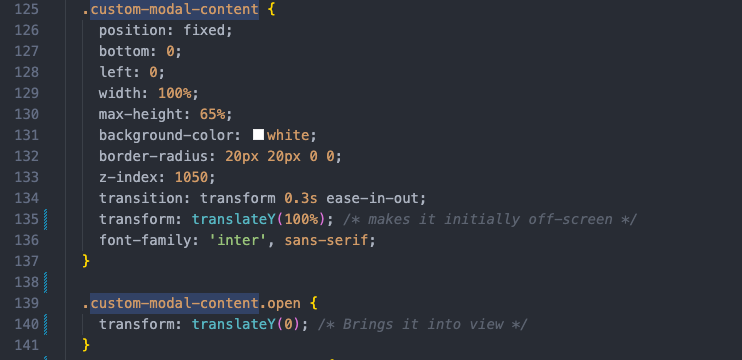 125 .custom-modal-content {
126 position: fixed;
127 bottom: 0;
128 left: 0;
129 width: 100%;
130 max-height: 65%;
131 background-color: white;
132 border-radius: 20px 20px 0 0;
133 z-index: 1050;
134 transition: transform 0.3s ease-in-out;
135 transform: translateY(100%); /* makes it initially off-screen */
136 font-family: 'inter', sans-serif;
137 }
138
139 .custom-modal-content.open {
140 transform: translateY(0); /* Brings it into view */
141 }